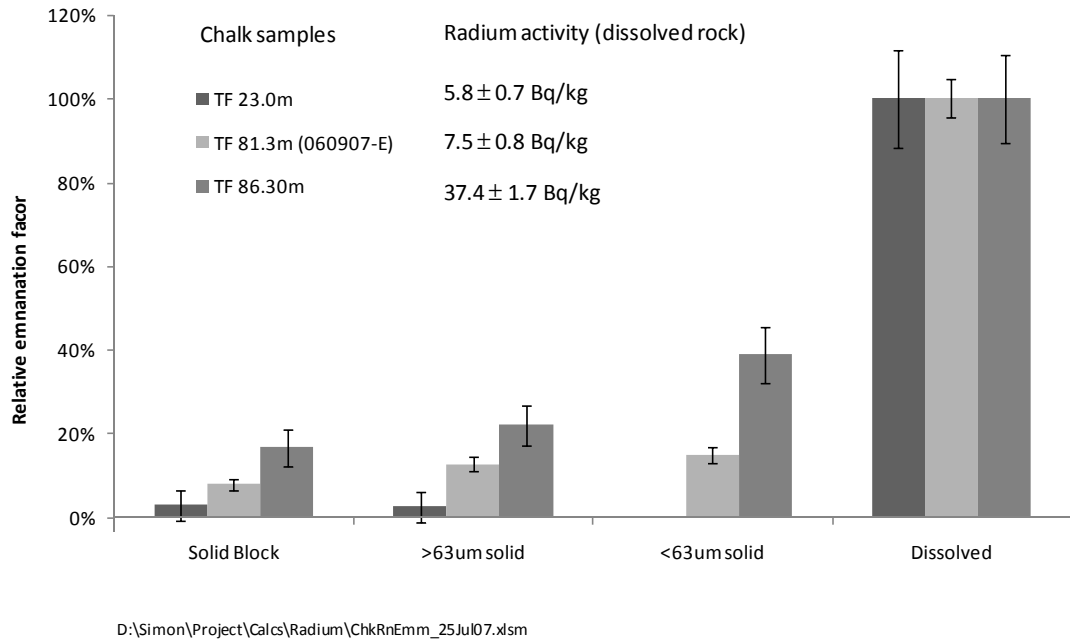 120%
100%
80%
60%
40%
20%
0%
Relative emnanation facor
Chalk samples
Radium activity (dissolved rock)
TF 23.0m
5.8 ± 0.7 Bq/kg
TF 81.3m (060907-E)
7.5 ± 0.8 Bq/kg
TF 86.30m
37.4 ± 1.7 Bq/kg
Solid Block
>63um solid
<63um solid
Dissolved
D:\Simon\Project\Calcs\Radium\ChkRnEmm_25Jul07.xlsm